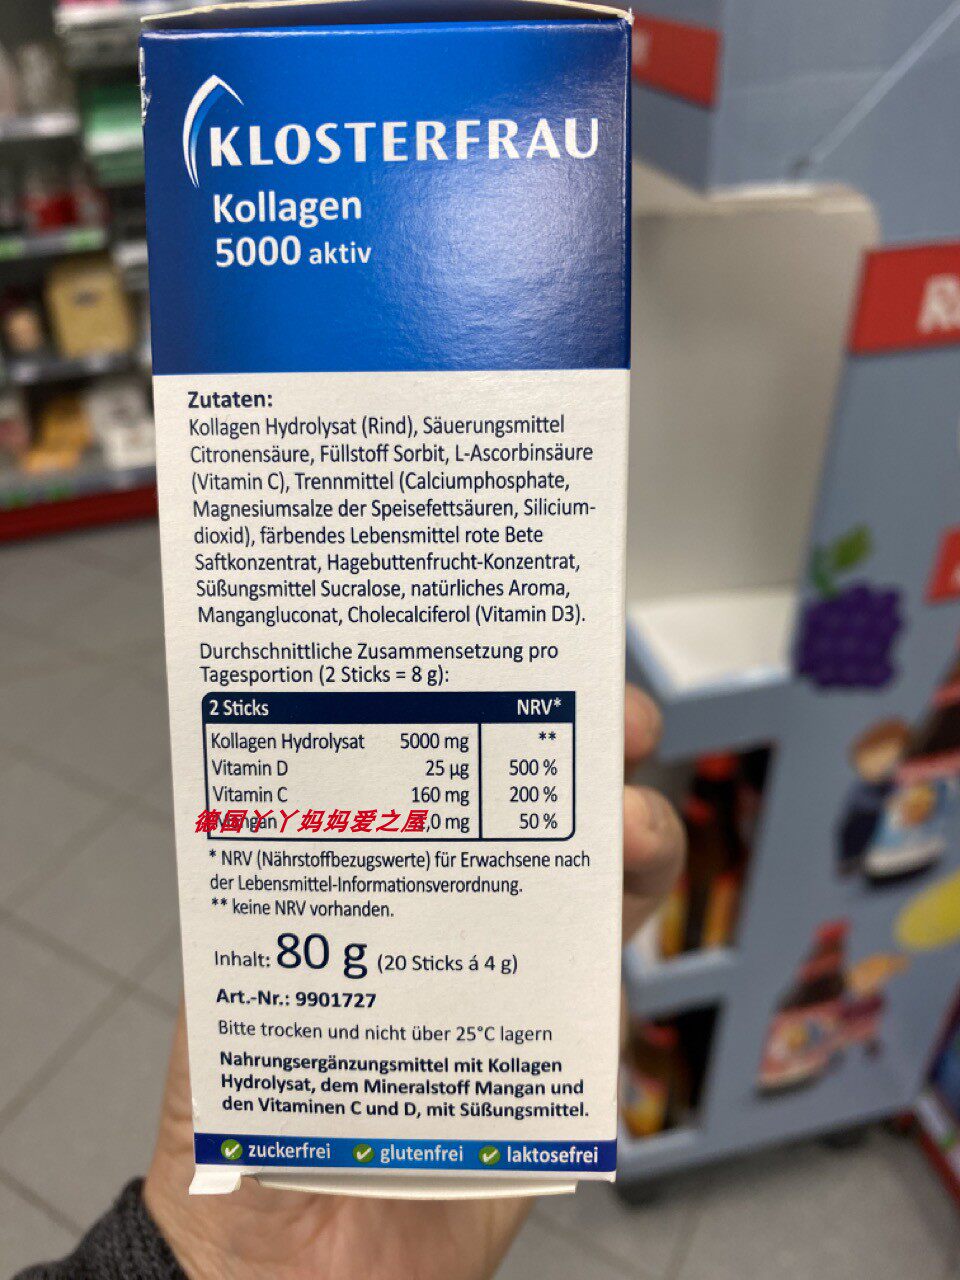 KLOSTERFRAU
Kollagen
5000 aktiv
Zutaten:
Kollagen Hydrolysat (Rind), Säuerungsmittel
Citronensäure, Füllstoff Sorbit, L-Ascorbinsäure
(Vitamin C), Trennmittel (Calciumphosphate,
Magnesiumsalze der Speisefettsäuren, Silicium-
dioxid), färbendes Lebensmittel rote Bete
Saftkonzentrat, Hagebuttenfrucht-Konzentrat,
Süßungsmittel Sucralose, natürliches Aroma,
Mangangluconat, Cholecalciferol (Vitamin D3).
Durchschnittliche Zusammensetzung pro
Tagesportion (2 Sticks = 8 g):
2 Sticks NRV*
Kollagen Hydrolysat 5000 mg **
Vitamin D 25 µg 500 %
Vitamin C 160 mg 200 %
德国丫丫妈妈爱之屋
mg 50 %
* NRV (Nährstoffbezugswerte) für Erwachsene nach
der Lebensmittel-Informationsverordnung.
** keine NRV vorhanden.
Inhalt: 80 g (20 Sticks á 4 g)
Art.-Nr.: 9901727
Bitte trocken und nicht über 25°C lagern
Nahrungsergänzungsmittel mit Kollagen
Hydrolysat, dem Mineralstoff Mangan und
den Vitaminen C und D, mit Süßungsmittel.
zuckerfrei glutenfrei laktosefrei